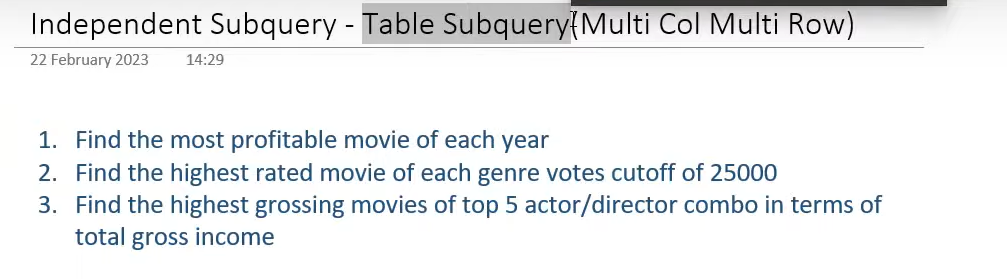 Independent Subquery - Table Subquery(Multi Col Multi Row)
22 February 2023 14:29
1. Find the most profitable movie of each year
2. Find the highest rated movie of each genre votes cutoff of 25000
3. Find the highest grossing movies of top 5 actor/director combo in terms of
total gross income